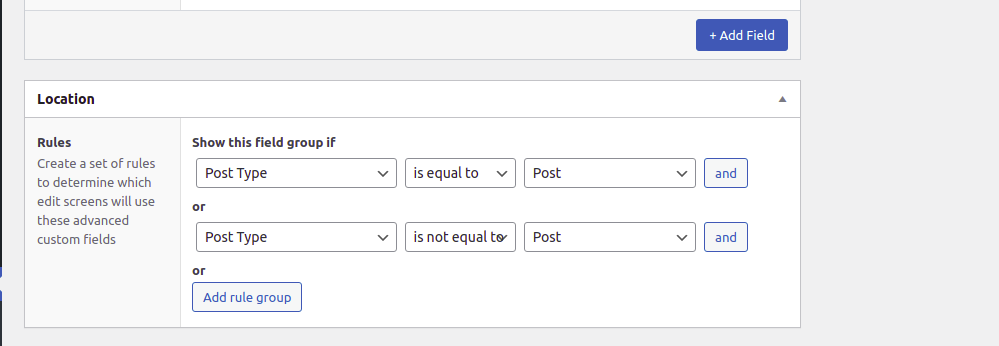 + Add Field
Location
Rules
Create a set of rules
to determine which
edit screens will use
these advanced
custom fields
Show this field group if
Post Type is equal to Post and
or
Post Type is not equal to Post and
or
Add rule group